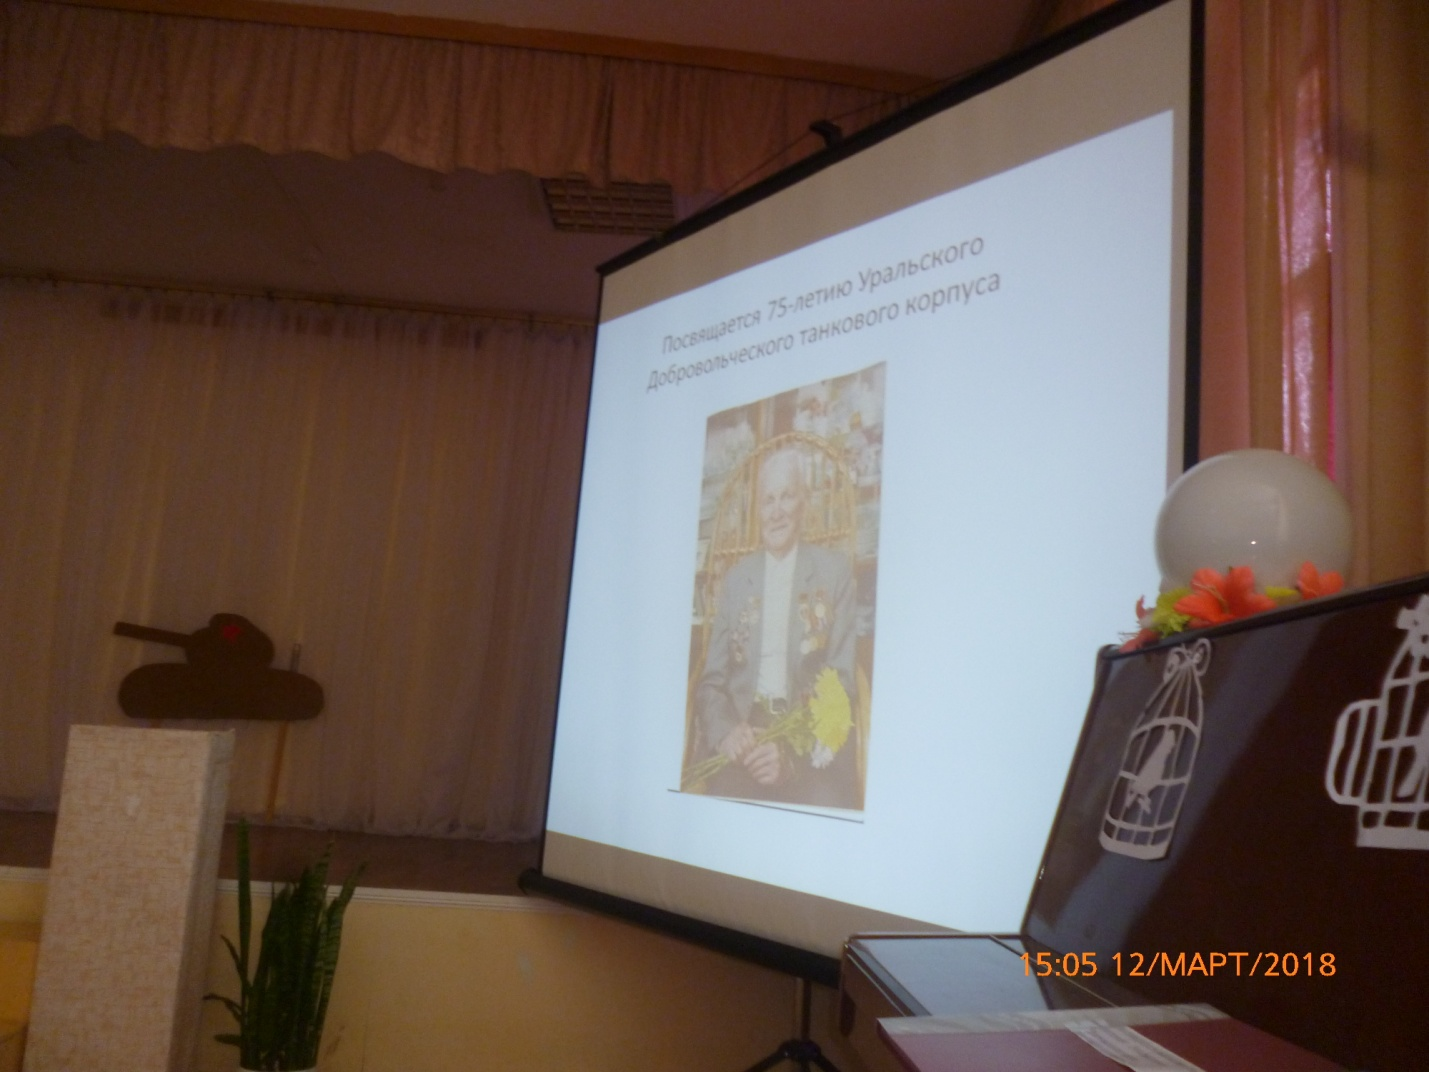 Посвящается 75-летию Уральского
Добровольческого танкового корпуса
15:05 12/МАРТ/2018